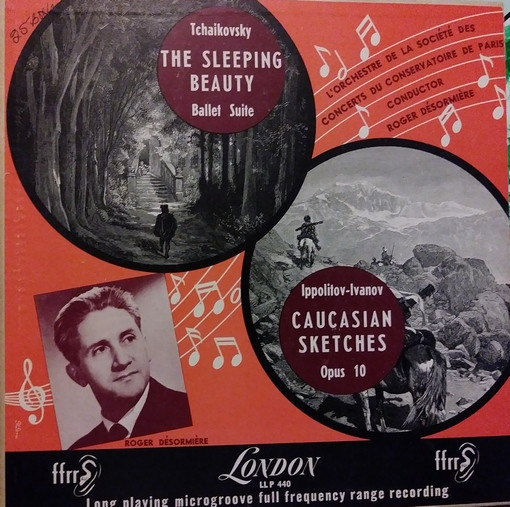 Tchaikovsky
THE SLEEPING
BEAUTY
Ballet Suite
L'ORCHESTRE DE LA SOCIÉTÉ DES
CONCERTS DU CONSERVATOIRE DE PARIS
CONDUCTOR
ROGER DÉSORMIÈRE
Ippolitov-Ivanov
CAUCASIAN
SKETCHES
Opus 10
ROGER DÉSORMIÈRE
ffrr
LONDON
LLP 440
ffrr
Long playing microgroove full frequency range recording